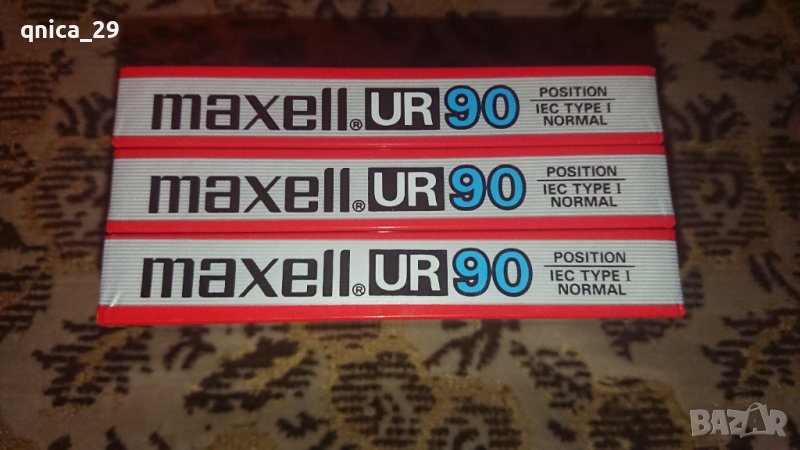 qnica_29
maxell® UR 90 POSITION
IEC TYPE I
NORMAL
maxell® UR 90 POSITION
IEC TYPE I
NORMAL
maxell® UR 90 POSITION
IEC TYPE I
NORMAL
BAZAR